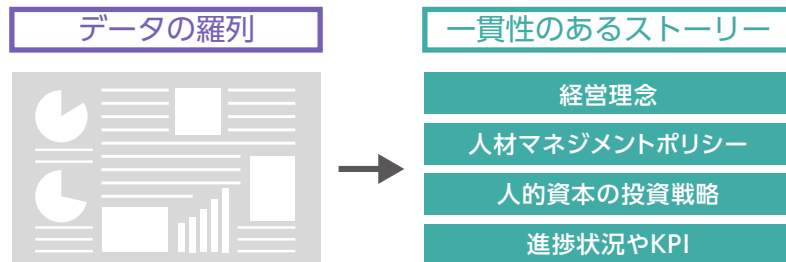 データの羅列
一貫性のあるストーリー
経営理念
人材マネジメントポリシー
人的資本の投資戦略
進捗状況やKPI